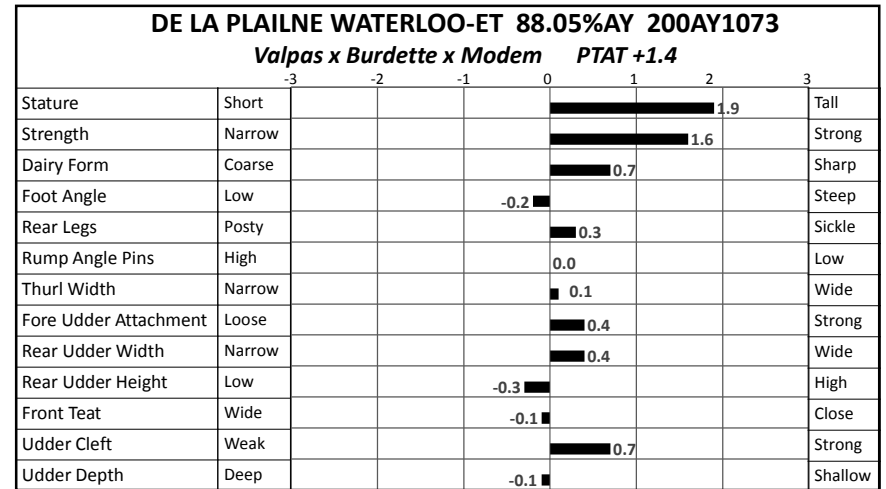 DE LA PLAILNE WATERLOO-ET 88.05%AY 200AY1073
Valpas x Burdette x Modem PTAT +1.4
-3 -2 -1 0 1 2 3
Stature Short 1.9 Tall
Strength Narrow 1.6 Strong
Dairy Form Coarse 0.7 Sharp
Foot Angle Low -0.2 Steep
Rear Legs Posty 0.3 Sickle
Rump Angle Pins High 0.0 Low
Thurl Width Narrow 0.1 Wide
Fore Udder Attachment Loose 0.4 Strong
Rear Udder Width Narrow 0.4 Wide
Rear Udder Height Low -0.3 High
Front Teat Wide -0.1 Close
Udder Cleft Weak 0.7 Strong
Udder Depth Deep -0.1 Shallow